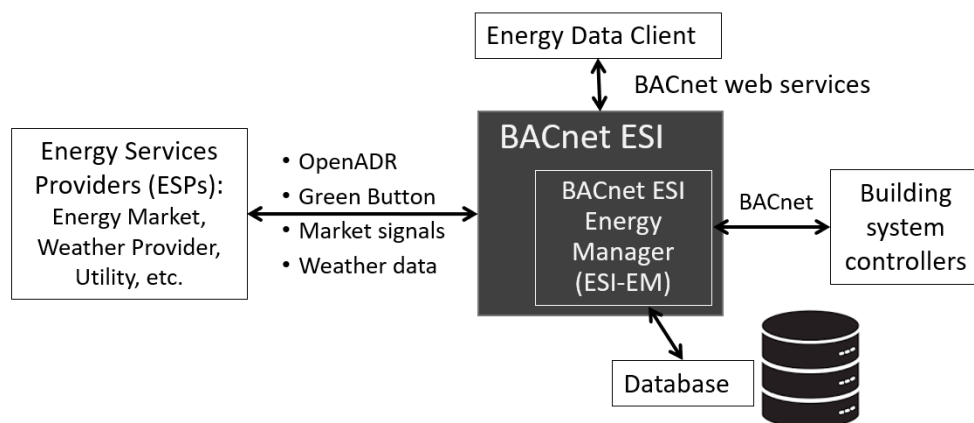 Energy Data Client
BACnet web services
BACnet ESI
Energy Services
Providers (ESPs):
Energy Market,
Weather Provider,
Utility, etc.
• OpenADR
• Green Button
• Market signals
• Weather data
BACnet ESI
Energy
Manager
(ESI-EM)
BACnet
Building
system
controllers
Database